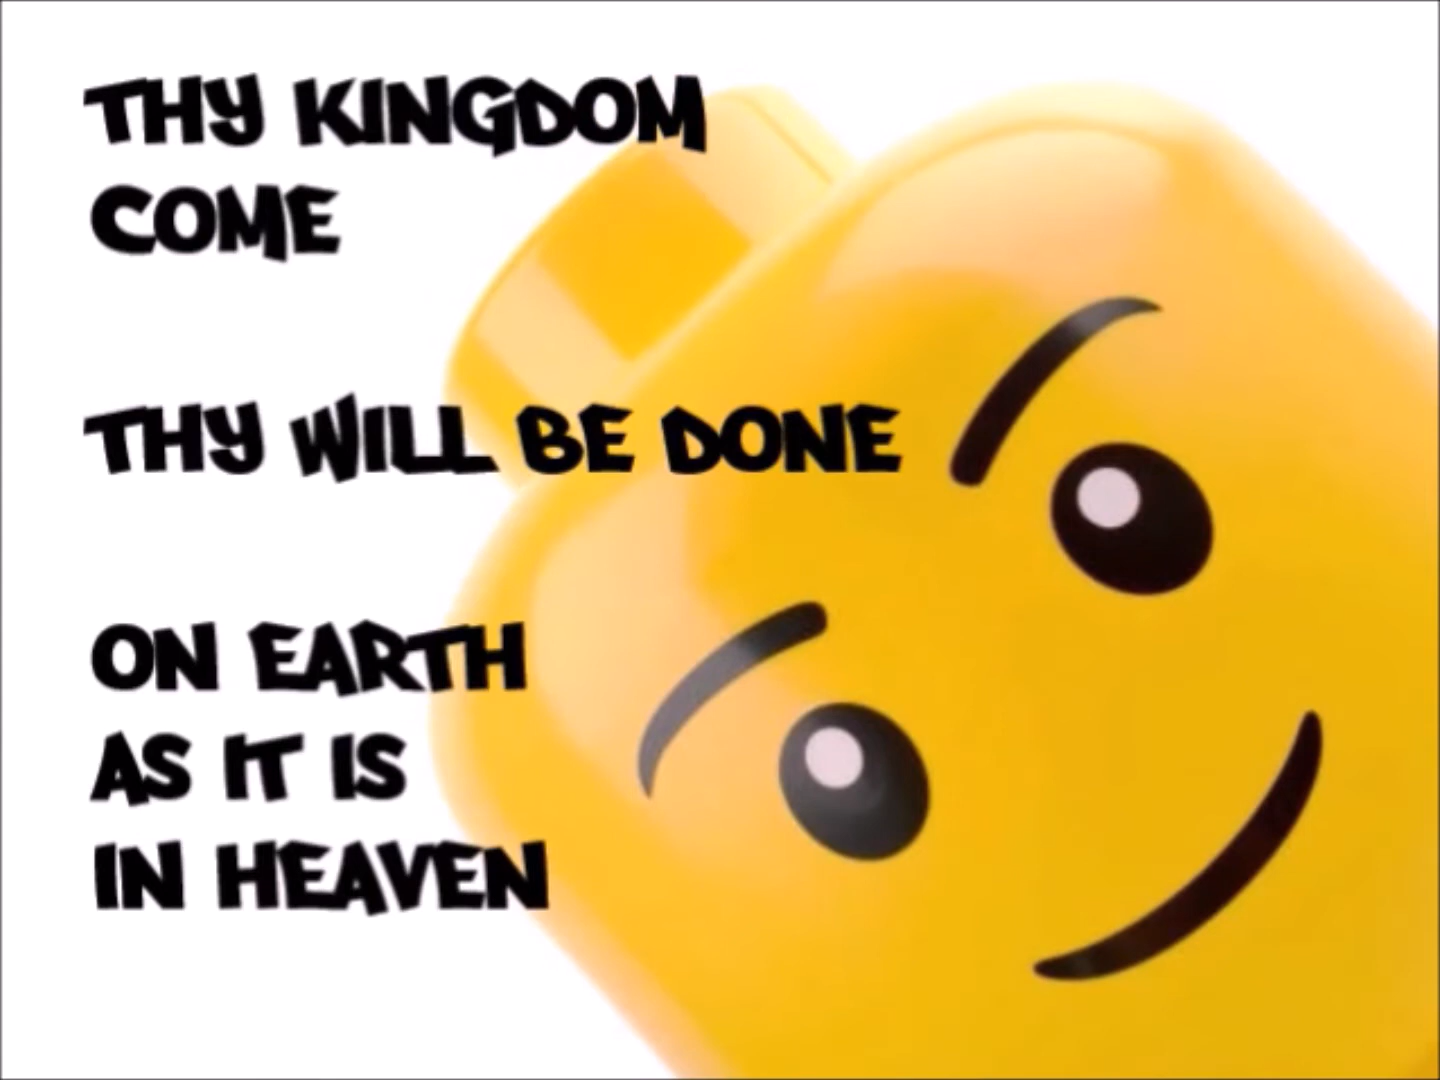 THY KINGDOM
COME
THY WILL BE DONE
ON EARTH
AS IT IS
IN HEAVEN